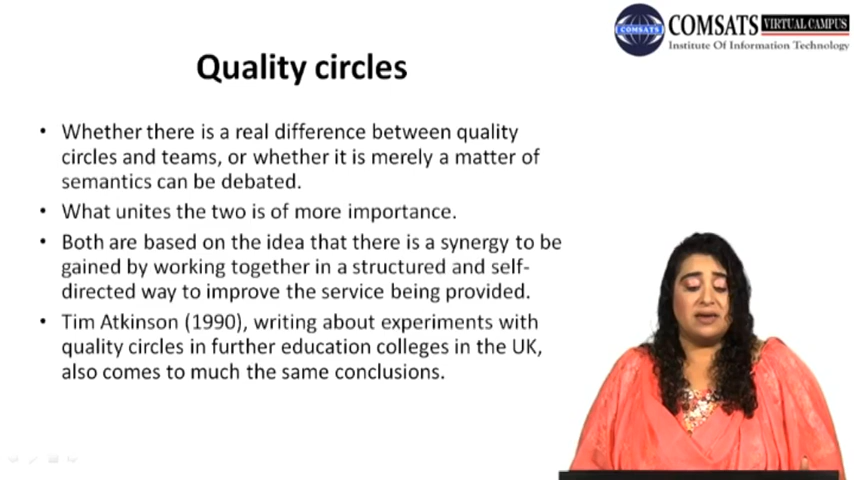 COMSATS VIRTUAL CAMPUS
Institute Of Information Technology
COMSATS
Quality circles
• Whether there is a real difference between quality
circles and teams, or whether it is merely a matter of
semantics can be debated.
• What unites the two is of more importance.
• Both are based on the idea that there is a synergy to be
gained by working together in a structured and self-
directed way to improve the service being provided.
• Tim Atkinson (1990), writing about experiments with
quality circles in further education colleges in the UK,
also comes to much the same conclusions.